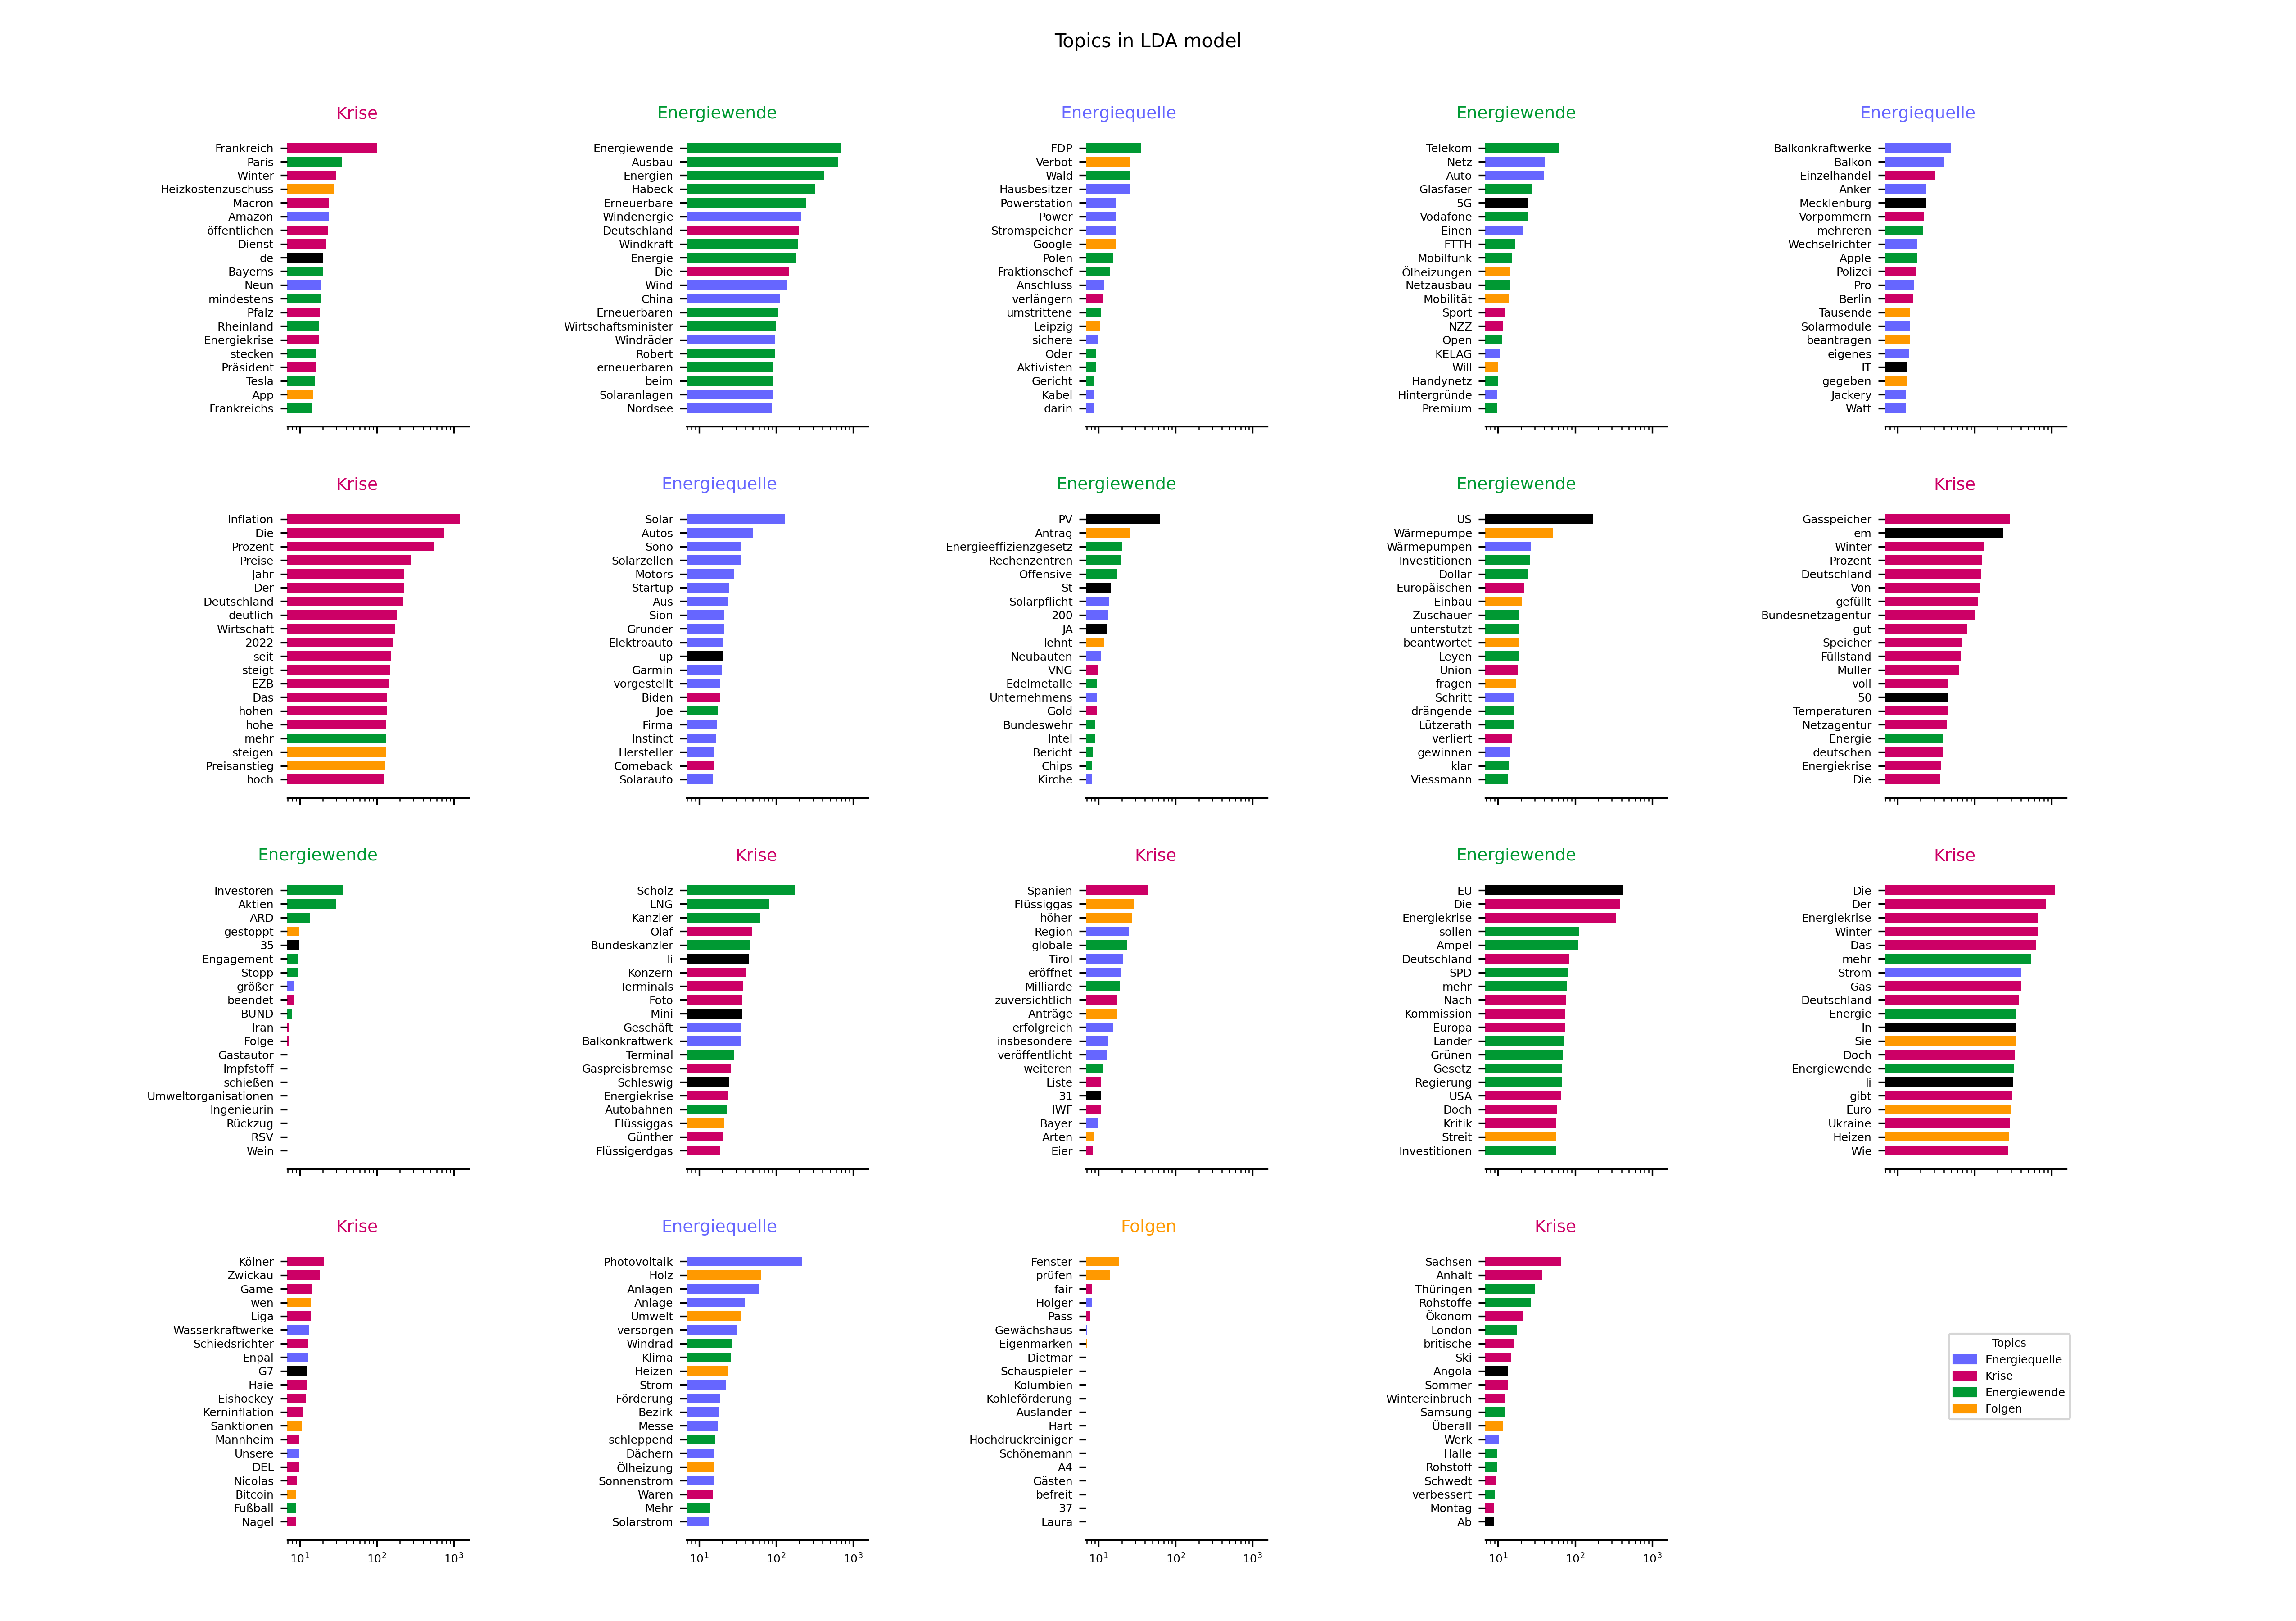 Topics in LDA model
Krise
Frankreich
Paris
Winter
Heizkostenzuschuss
Macron
Amazon
öffentlichen
Dienst
de
Bayerns
Neun
mindestens
Pfalz
Rheinland
Energiekrise
stecken
Präsident
Tesla
App
Frankreichs
Energiewende
Energiewende
Ausbau
Energien
Habeck
Erneuerbare
Windenergie
Deutschland
Windkraft
Energie
Die
Wind
China
Erneuerbaren
Wirtschaftsminister
Windräder
Robert
erneuerbaren
beim
Solaranlagen
Nordsee
Energiequelle
FDP
Verbot
Wald
Hausbesitzer
Powerstation
Power
Stromspeicher
Google
Polen
Fraktionschef
Anschluss
verlängern
umstrittene
Leipzig
sichere
Oder
Aktivisten
Gericht
Kabel
darin
Energiewende
Telekom
Netz
Auto
Glasfaser
5G
Vodafone
Einen
FTTH
Mobilfunk
Ölheizungen
Netzausbau
Mobilität
Sport
NZZ
Open
KELAG
Will
Handynetz
Hintergründe
Premium
Energiequelle
Balkonkraftwerke
Balkon
Einzelhandel
Anker
Mecklenburg
Vorpommern
mehreren
Wechselrichter
Apple
Polizei
Pro
Berlin
Tausende
Solarmodule
beantragen
eigenes
IT
gegeben
Jackery
Watt
Krise
Inflation
Die
Prozent
Preise
Jahr
Der
Deutschland
deutlich
Wirtschaft
2022
seit
steigt
EZB
Das
hohen
hohe
mehr
steigen
Preisanstieg
hoch
Energiequelle
Solar
Autos
Sono
Solarzellen
Motors
Startup
Aus
Sion
Gründer
Elektroauto
up
Garmin
vorgestellt
Biden
Joe
Firma
Instinct
Hersteller
Comeback
Solarauto
Energiewende
PV
Antrag
Energieeffizienzgesetz
Rechenzentren
Offensive
St
Solarpflicht
200
JA
lehnt
Neubauten
VNG
Edelmetalle
Unternehmens
Gold
Bundeswehr
Intel
Bericht
Chips
Kirche
Energiewende
US
Wärmepumpe
Wärmepumpen
Investitionen
Dollar
Europäischen
Einbau
Zuschauer
unterstützt
beantwortet
Leyen
Union
fragen
Schritt
drängende
Lützerath
verliert
gewinnen
klar
Viessmann
Krise
Gasspeicher
em
Winter
Prozent
Deutschland
Von
gefüllt
Bundesnetzagentur
gut
Speicher
Füllstand
Müller
voll
50
Temperaturen
Netzagentur
Energie
deutschen
Energiekrise
Die
Energiewende
Investoren
Aktien
ARD
gestoppt
35
Engagement
Stopp
größer
beendet
BUND
Iran
Folge
Gastautor
Impfstoff
schießen
Umweltorganisationen
Ingenieurin
Rückzug
RSV
Wein
Krise
Scholz
LNG
Kanzler
Olaf
Bundeskanzler
li
Konzern
Terminals
Foto
Mini
Geschäft
Balkonkraftwerk
Terminal
Gaspreisbremse
Schleswig
Energiekrise
Autobahnen
Flüssiggas
Günther
Flüssigerdgas
Krise
Spanien
Flüssiggas
höher
Region
globale
Tirol
eröffnet
Milliarde
zuversichtlich
Anträge
erfolgreich
insbesondere
veröffentlicht
weiteren
Liste
31
IWF
Bayer
Arten
Eier
Energiewende
EU
Die
Energiekrise
sollen
Ampel
Deutschland
SPD
mehr
Nach
Kommission
Europa
Länder
Grünen
Gesetz
Regierung
USA
Doch
Kritik
Streit
Investitionen
Krise
Die
Der
Energiekrise
Winter
Das
mehr
Strom
Gas
Deutschland
Energie
In
Sie
Doch
Energiewende
li
gibt
Euro
Ukraine
Heizen
Wie
Krise
Kölner
Zwickau
Game
wen
Liga
Wasserkraftwerke
Schiedsrichter
Enpal
G7
Haie
Eishockey
Kerninflation
Sanktionen
Mannheim
Unsere
DEL
Nicolas
Bitcoin
Fußball
Nagel
10¹ 10² 10³
Energiequelle
Photovoltaik
Holz
Anlagen
Anlage
Umwelt
versorgen
Windrad
Klima
Heizen
Strom
Förderung
Bezirk
Messe
schleppend
Dächern
Ölheizung
Sonnenstrom
Waren
Mehr
Solarstrom
10¹ 10² 10³
Folgen
Fenster
prüfen
fair
Holger
Pass
Gewächshaus
Eigenmarken
Dietmar
Schauspieler
Kolumbien
Kohleförderung
Ausländer
Hart
Hochdruckreiniger
Schönemann
A4
Gästen
befreit
37
Laura
10¹ 10² 10³
Krise
Sachsen
Anhalt
Thüringen
Rohstoffe
Ökonom
London
britische
Ski
Angola
Sommer
Wintereinbruch
Samsung
Überall
Werk
Halle
Rohstoff
Schwedt
verbessert
Montag
Ab
10¹ 10² 10³
Topics
Energiequelle
Krise
Energiewende
Folgen